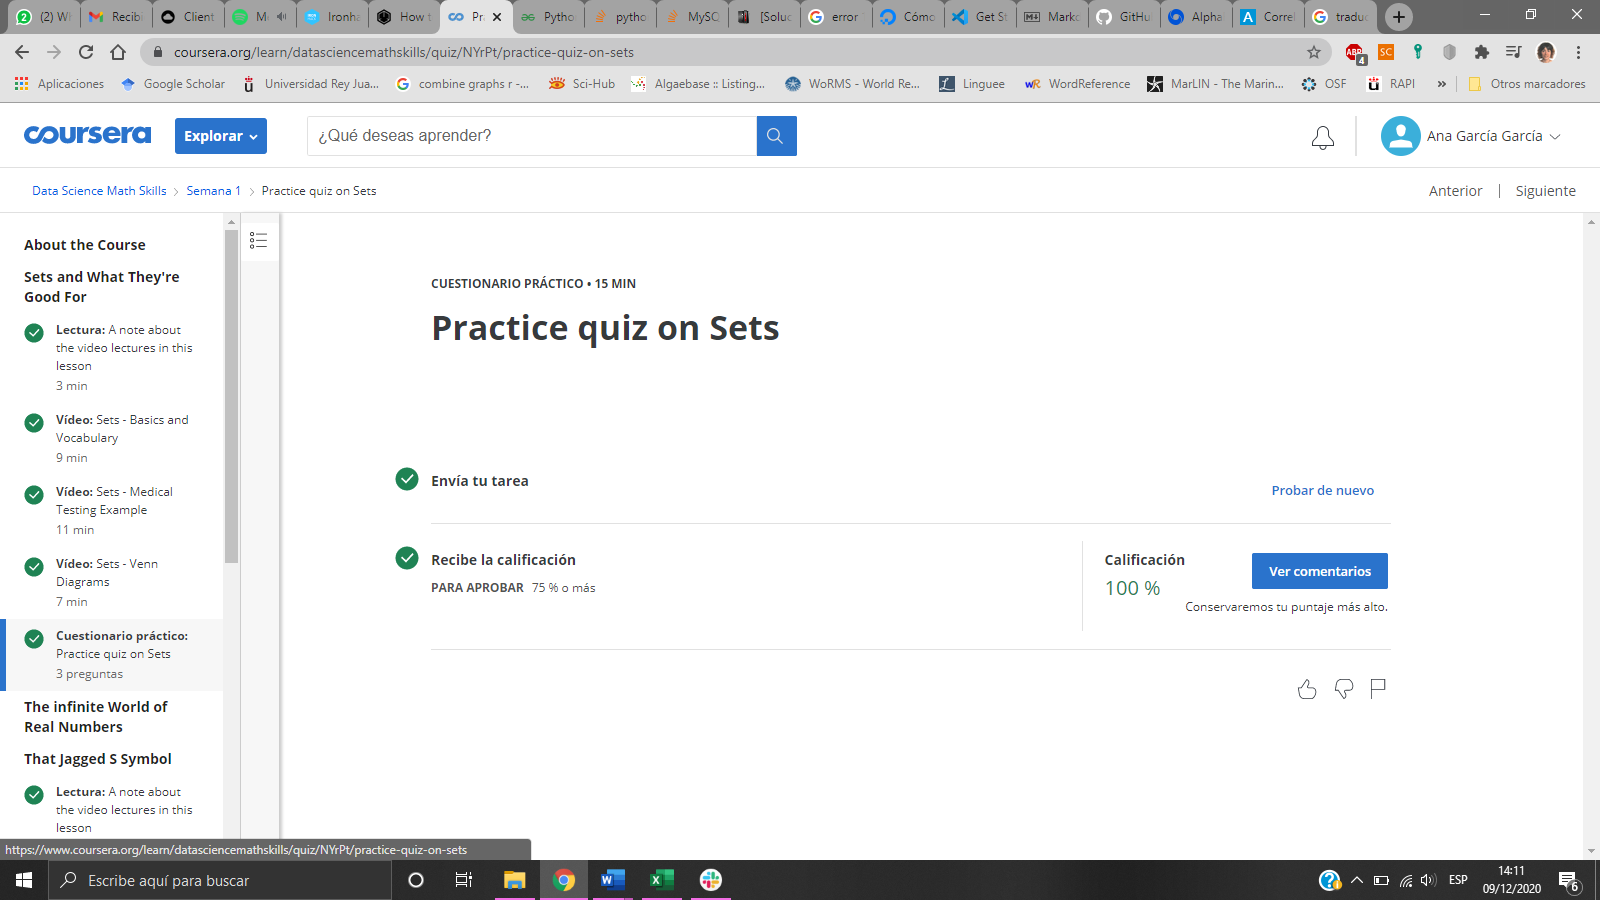 (2) W
Recib
Client
M
Ironha
How t
Pra
Pytho
pytho
MySQ
[Soluc
error
Cómo
Get St
Marko
GitHu
Alpha
Correl
traduc
coursera.org/learn/datasciencemathskills/quiz/NYrPt/practice-quiz-on-sets
ABP
4
SC
Aplicaciones
Google Scholar
Universidad Rey Jua...
combine graphs r -...
Sci-Hub
Algaebase :: Listing...
WoRMS - World Re...
Linguee
WordReference
MarLIN - The Marin...
OSF
RAPI
»
Otros marcadores
coursera
Explorar
¿Qué deseas aprender?
Ana García García
Data Science Math Skills > Semana 1 > Practice quiz on Sets
Anterior | Siguiente
About the Course
Sets and What They're
Good For
Lectura: A note about
the video lectures in this
lesson
3 min
Vídeo: Sets - Basics and
Vocabulary
9 min
Vídeo: Sets - Medical
Testing Example
11 min
Vídeo: Sets - Venn
Diagrams
7 min
Cuestionario práctico:
Practice quiz on Sets
3 preguntas
The infinite World of
Real Numbers
That Jagged S Symbol
Lectura: A note about
the video lectures in this
lesson
CUESTIONARIO PRÁCTICO • 15 MIN
Practice quiz on Sets
Envía tu tarea
Probar de nuevo
Recibe la calificación
PARA APROBAR 75 % o más
Calificación
100 %
Ver comentarios
Conservaremos tu puntaje más alto.
https://www.coursera.org/learn/datasciencemathskills/quiz/NYrPt/practice-quiz-on-sets
Escribe aquí para buscar
ESP
14:11
09/12/2020
6